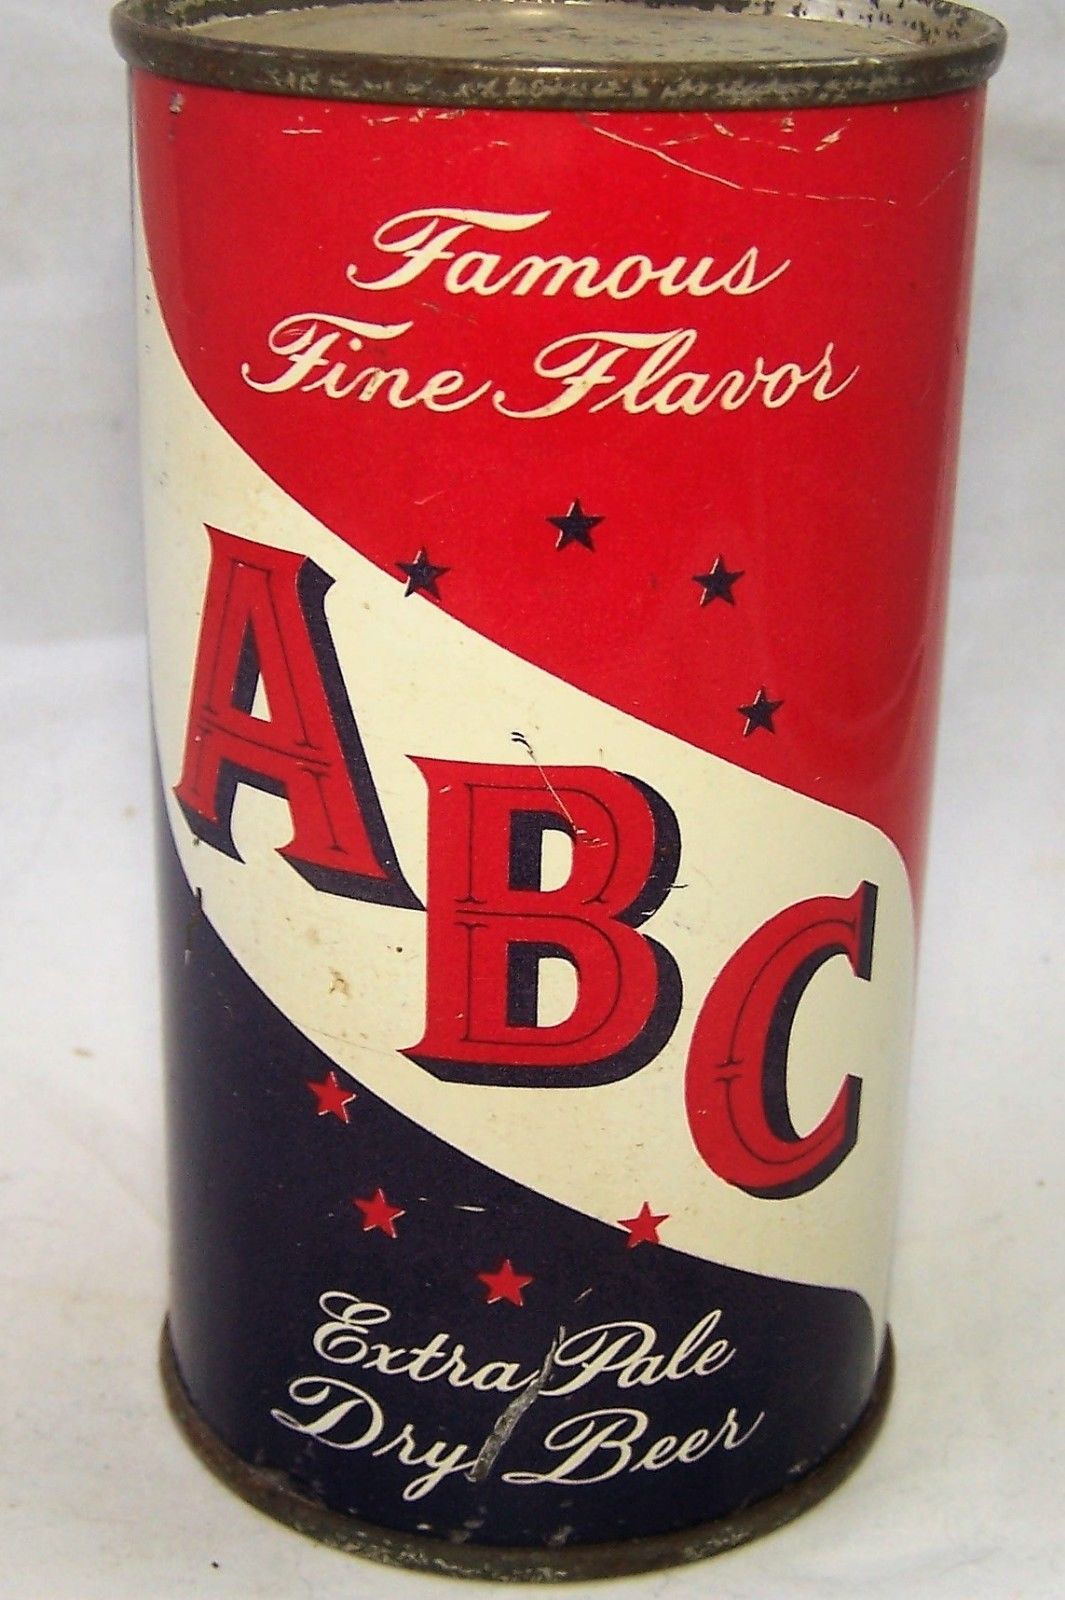 Famous
Fine Flavor
ABC
Extra Pale
Dry Beer